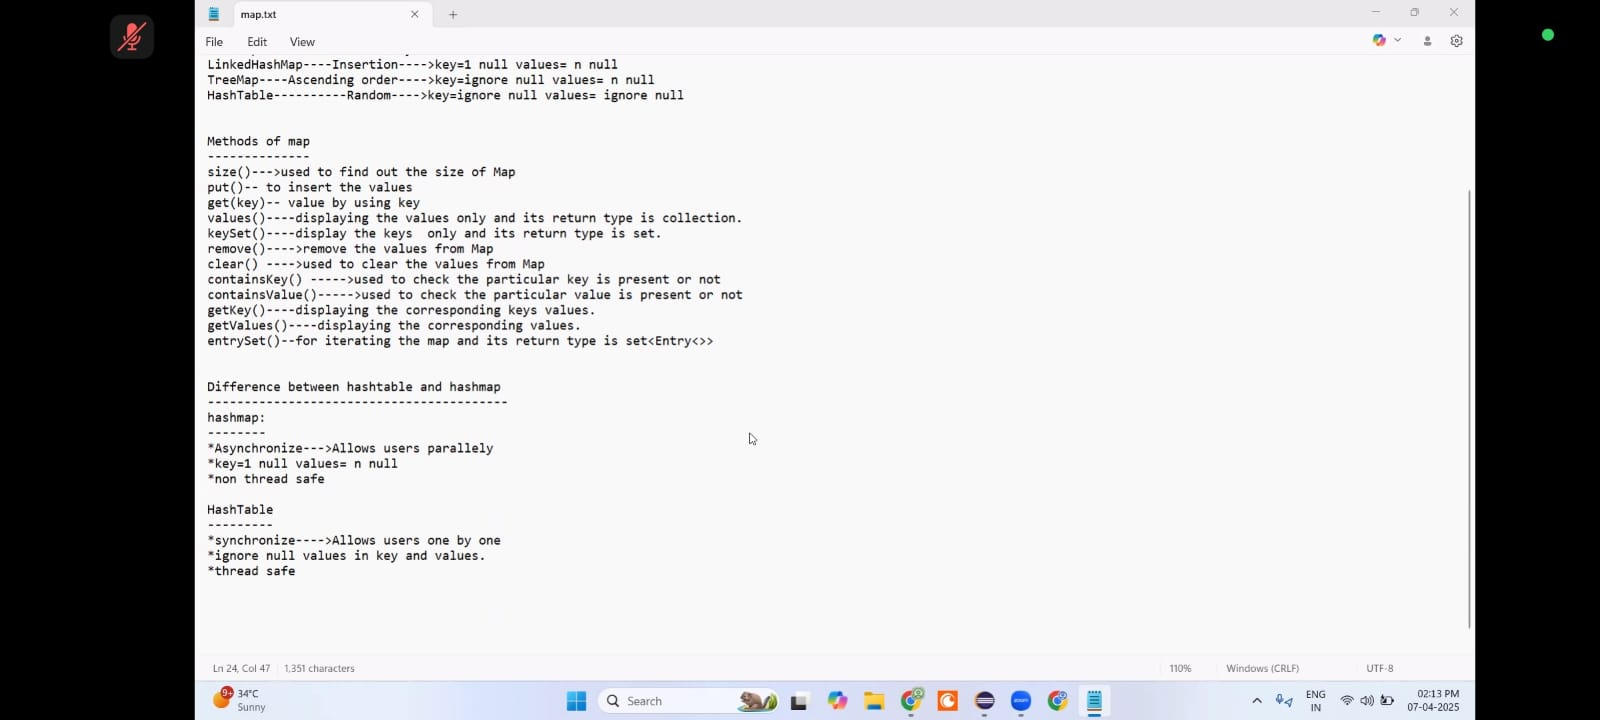 map.txt
File Edit View
LinkedHashMap----Insertion---->key=1 null values= n null
TreeMap----Ascending order---->key=ignore null values= n null
HashTable----------Random---->key=ignore null values= ignore null
Methods of map
--------------
size()--->used to find out the size of Map
put()-- to insert the values
get(key)-- value by using key
values()----displaying the values only and its return type is collection.
keySet()----display the keys  only and its return type is set.
remove()---->remove the values from Map
clear() ---->used to clear the values from Map
containsKey() ----->used to check the particular key is present or not
containsValue()----->used to check the particular value is present or not
getKey()----displaying the corresponding keys values.
getValues()----displaying the corresponding values.
entrySet()--for iterating the map and its return type is set<Entry<>>
Difference between hashtable and hashmap
-----------------------------------------
hashmap:
--------
*Asynchronize--->Allows users parallely
*key=1 null values= n null
*non thread safe
HashTable
---------
*synchronize---->Allows users one by one
*ignore null values in key and values.
*thread safe
Ln 24, Col 47 1,351 characters 110% Windows (CRLF) UTF-8
9+ 34°C Search ENG 02:13 PM
Sunny IN 07-04-2025